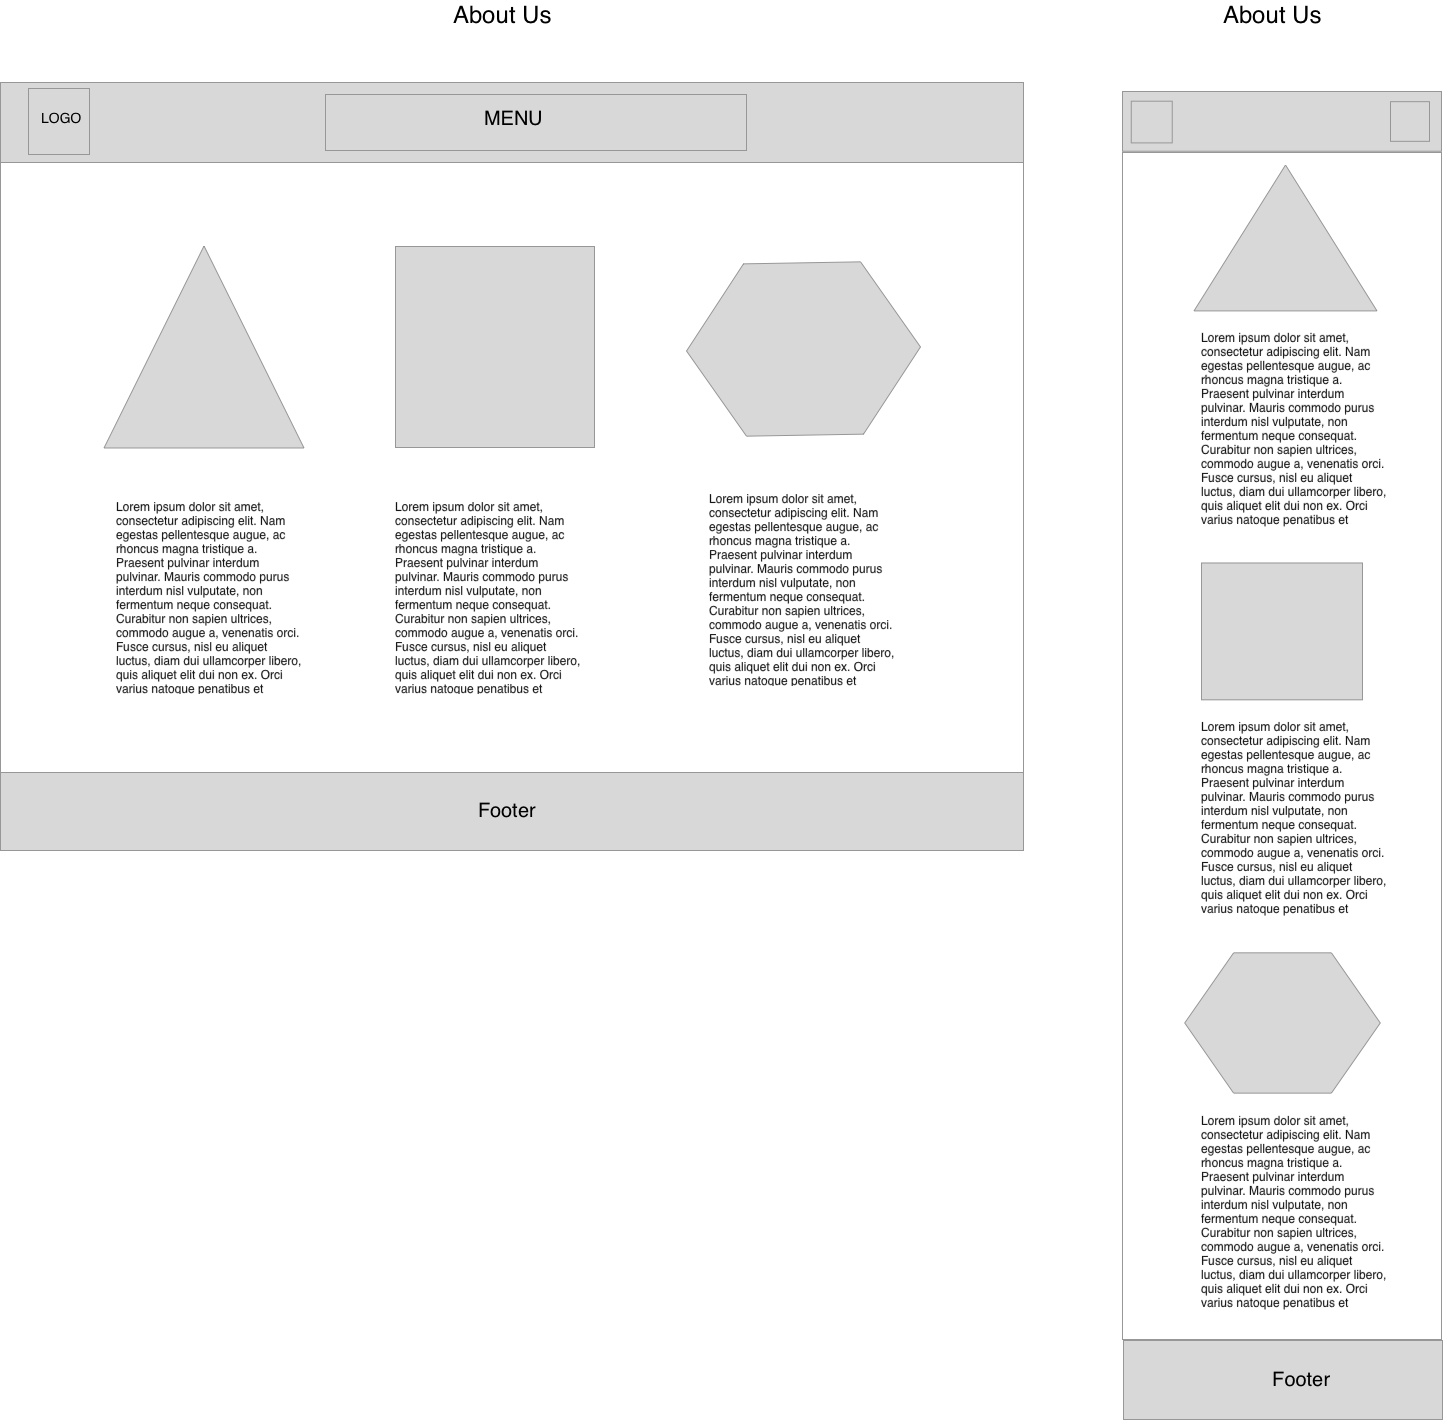 About Us
LOGO
MENU
Lorem ipsum dolor sit amet,
consectetur adipiscing elit. Nam
egestas pellentesque augue, ac
rhoncus magna tristique a.
Praesent pulvinar interdum
pulvinar. Mauris commodo purus
interdum nisl vulputate, non
fermentum neque consequat.
Curabitur non sapien ultrices,
commodo augue a, venenatis orci.
Fusce cursus, nisl eu aliquet
luctus, diam dui ullamcorper libero,
quis aliquet elit dui non ex. Orci
varius natoque penatibus et
Lorem ipsum dolor sit amet,
consectetur adipiscing elit. Nam
egestas pellentesque augue, ac
rhoncus magna tristique a.
Praesent pulvinar interdum
pulvinar. Mauris commodo purus
interdum nisl vulputate, non
fermentum neque consequat.
Curabitur non sapien ultrices,
commodo augue a, venenatis orci.
Fusce cursus, nisl eu aliquet
luctus, diam dui ullamcorper libero,
quis aliquet elit dui non ex. Orci
varius natoque penatibus et
Lorem ipsum dolor sit amet,
consectetur adipiscing elit. Nam
egestas pellentesque augue, ac
rhoncus magna tristique a.
Praesent pulvinar interdum
pulvinar. Mauris commodo purus
interdum nisl vulputate, non
fermentum neque consequat.
Curabitur non sapien ultrices,
commodo augue a, venenatis orci.
Fusce cursus, nisl eu aliquet
luctus, diam dui ullamcorper libero,
quis aliquet elit dui non ex. Orci
varius natoque penatibus et
Footer
About Us
Lorem ipsum dolor sit amet,
consectetur adipiscing elit. Nam
egestas pellentesque augue, ac
rhoncus magna tristique a.
Praesent pulvinar interdum
pulvinar. Mauris commodo purus
interdum nisl vulputate, non
fermentum neque consequat.
Curabitur non sapien ultrices,
commodo augue a, venenatis orci.
Fusce cursus, nisl eu aliquet
luctus, diam dui ullamcorper libero,
quis aliquet elit dui non ex. Orci
varius natoque penatibus et
Lorem ipsum dolor sit amet,
consectetur adipiscing elit. Nam
egestas pellentesque augue, ac
rhoncus magna tristique a.
Praesent pulvinar interdum
pulvinar. Mauris commodo purus
interdum nisl vulputate, non
fermentum neque consequat.
Curabitur non sapien ultrices,
commodo augue a, venenatis orci.
Fusce cursus, nisl eu aliquet
luctus, diam dui ullamcorper libero,
quis aliquet elit dui non ex. Orci
varius natoque penatibus et
Lorem ipsum dolor sit amet,
consectetur adipiscing elit. Nam
egestas pellentesque augue, ac
rhoncus magna tristique a.
Praesent pulvinar interdum
pulvinar. Mauris commodo purus
interdum nisl vulputate, non
fermentum neque consequat.
Curabitur non sapien ultrices,
commodo augue a, venenatis orci.
Fusce cursus, nisl eu aliquet
luctus, diam dui ullamcorper libero,
quis aliquet elit dui non ex. Orci
varius natoque penatibus et
Footer